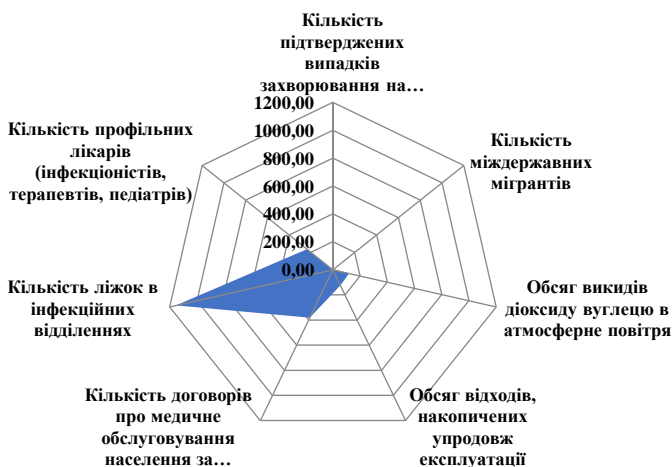 Кількість
підтверджених
випадків
захворювання на…
1200,00
1000,00
800,00
600,00
400,00
200,00
0,00
Кількість
міждержавних
мігрантів
Обсяг викидів
діоксиду вуглецю в
атмосферне повітря
Обсяг відходів,
накопичених
упродовж
експлуатації
Кількість договорів
про медичне
обслуговування
населення за…
Кількість ліжок в
інфекційних
відділеннях
Кількість профільних
лікарів
(інфекціоністів,
терапевтів, педіатрів)